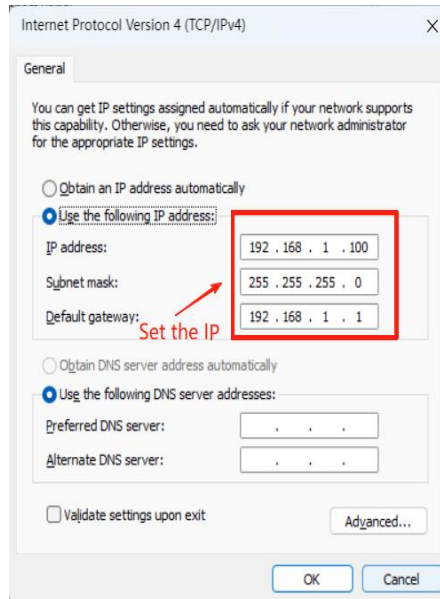 Internet Protocol Version 4 (TCP/IPv4)
X
General
You can get IP settings assigned automatically if your network supports
this capability. Otherwise, you need to ask your network administrator
for the appropriate IP settings.
Obtain an IP address automatically
Use the following IP address:
IP address: 192 . 168 . 1 . 100
Subnet mask: 255 . 255 . 255 . 0
Default gateway: 192 . 168 . 1 . 1
Set the IP
Obtain DNS server address automatically
Use the following DNS server addresses:
Preferred DNS server: . . .
Alternate DNS server: . . .
Validate settings upon exit
Advanced...
OK Cancel